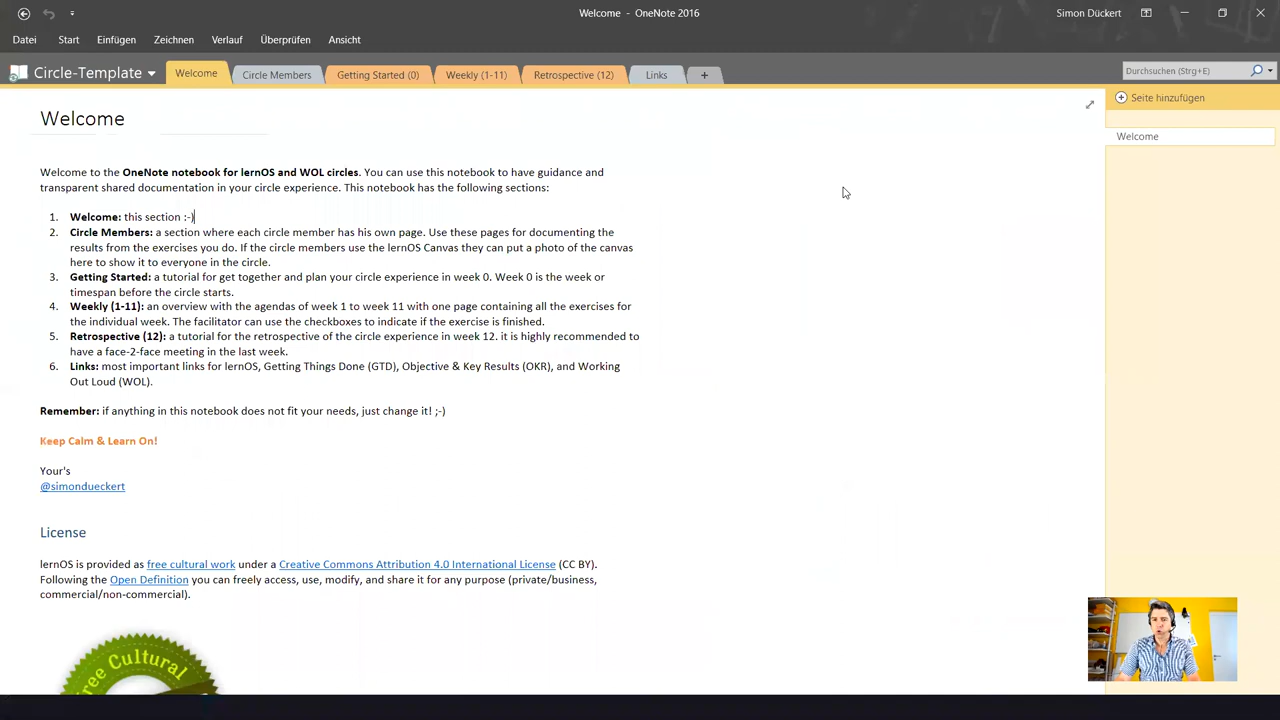 Welcome - OneNote 2016
Simon Dückert
Datei Start Einfügen Zeichnen Verlauf Überprüfen Ansicht
Circle-Template Welcome Circle Members Getting Started (0) Weekly (1-11) Retrospective (12) Links
Durchsuchen (Strg+E)
Seite hinzufügen
Welcome
Welcome
Welcome to the OneNote notebook for lernOS and WOL circles. You can use this notebook to have guidance and
transparent shared documentation in your circle experience. This notebook has the following sections:
1. Welcome: this section :-)
2. Circle Members: a section where each circle member has his own page. Use these pages for documenting the
results from the exercises you do. If the circle members use the lernOS Canvas they can put a photo of the canvas
here to show it to everyone in the circle.
3. Getting Started: a tutorial for get together and plan your circle experience in week 0. Week 0 is the week or
timespan before the circle starts.
4. Weekly (1-11): an overview with the agendas of week 1 to week 11 with one page containing all the exercises for
the individual week. The facilitator can use the checkboxes to indicate if the exercise is finished.
5. Retrospective (12): a tutorial for the retrospective of the circle experience in week 12. it is highly recommended to
have a face-2-face meeting in the last week.
6. Links: most important links for lernOS, Getting Things Done (GTD), Objective & Key Results (OKR), and Working
Out Loud (WOL).
Remember: if anything in this notebook does not fit your needs, just change it! ;-)
Keep Calm & Learn On!
Your's
@simondueckert
License
lernOS is provided as free cultural work under a Creative Commons Attribution 4.0 International License (CC BY).
Following the Open Definition you can freely access, use, modify, and share it for any purpose (private/business,
commercial/non-commercial).
Free Cultural